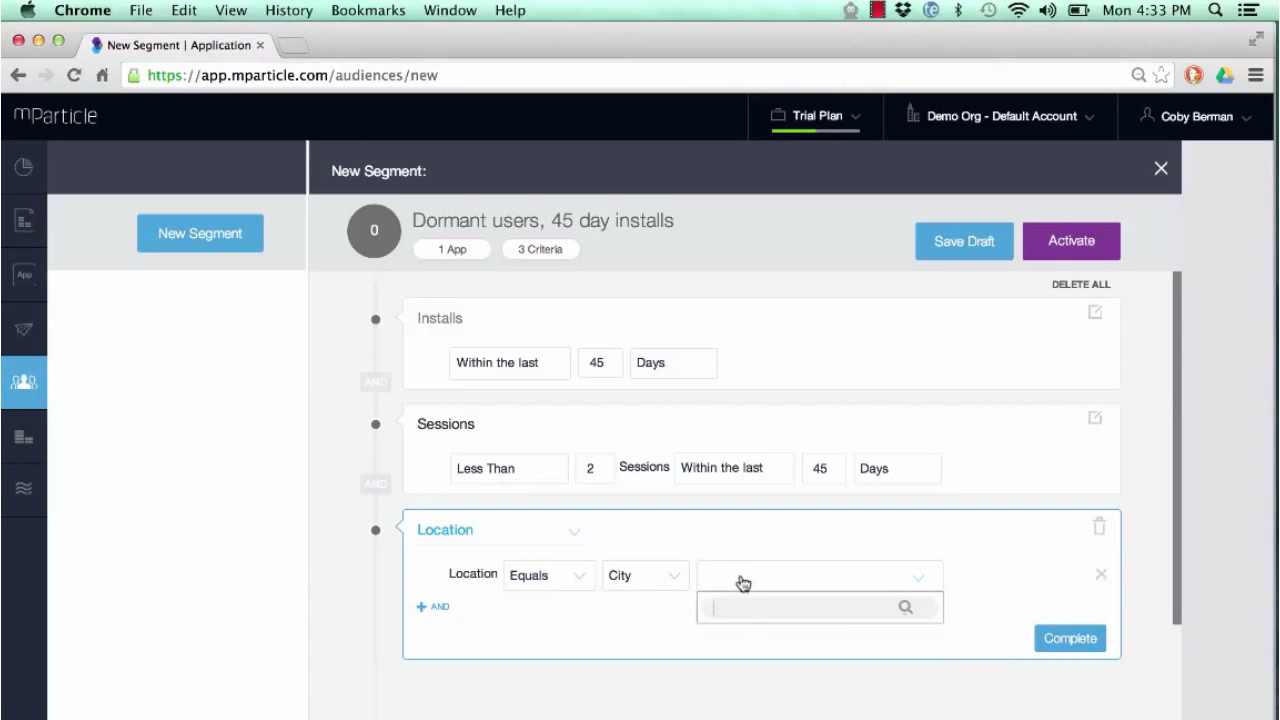 Chrome File Edit View History Bookmarks Window Help Mon 4:33 PM
New Segment | Application
https://app.mparticle.com/audiences/new
mParticle Trial Plan Demo Org - Default Account Coby Berman
New Segment:
New Segment
0
Dormant users, 45 day installs
1 App 3 Criteria
Save Draft Activate
DELETE ALL
App
Installs
Within the last 45 Days
AND
Sessions
Less Than 2 Sessions Within the last 45 Days
AND
Location
Location Equals City
+ AND
Complete